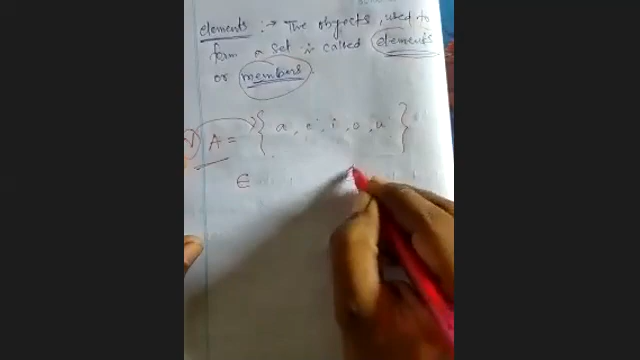 elements :→ The objects, used to
form a set is called elements
or members.
A = { a, e, i, o, u }
∈